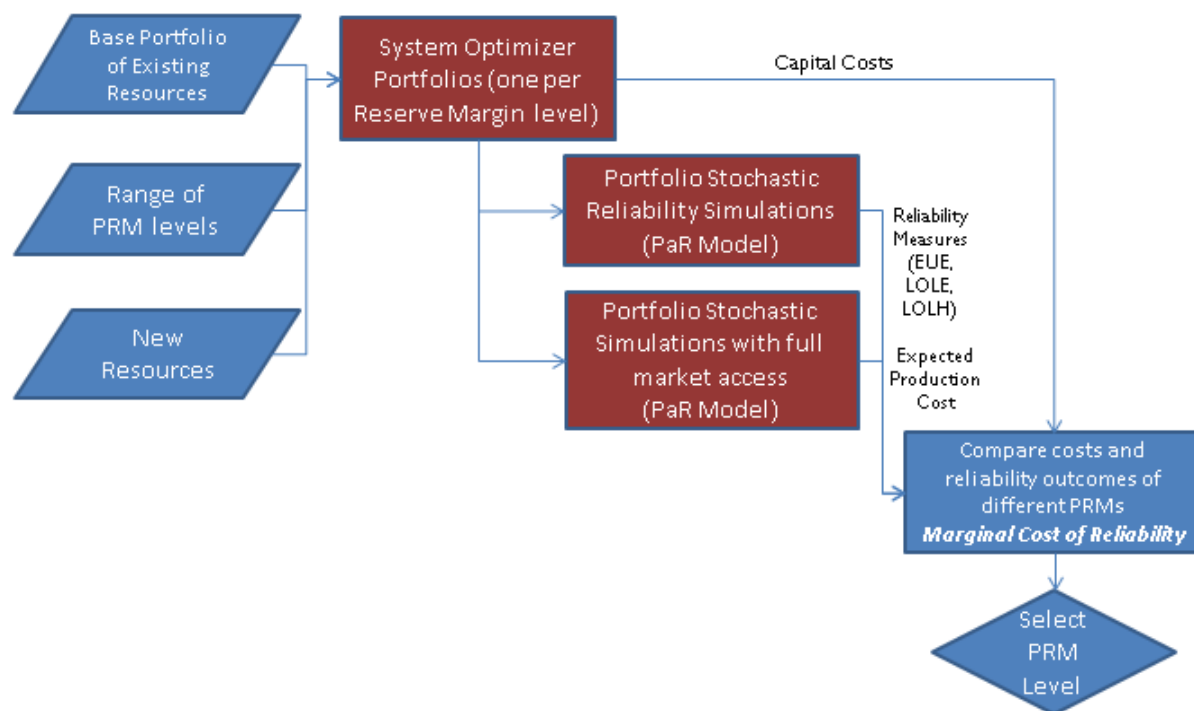 Base Portfolio
of Existing
Resources
System Optimizer
Portfolios (one per
Reserve Margin level)
Capital Costs
Range of
PRM levels
Portfolio Stochastic
Reliability Simulations
(PaR Model)
Reliability
Measures
(EUE,
LOLE,
LOLH)
New
Resources
Portfolio Stochastic
Simulations with full
market access
(PaR Model)
Expected
Production
Cost
Compare costs and
reliability outcomes of
different PRMs
Marginal Cost of Reliability
Select
PRM
Level